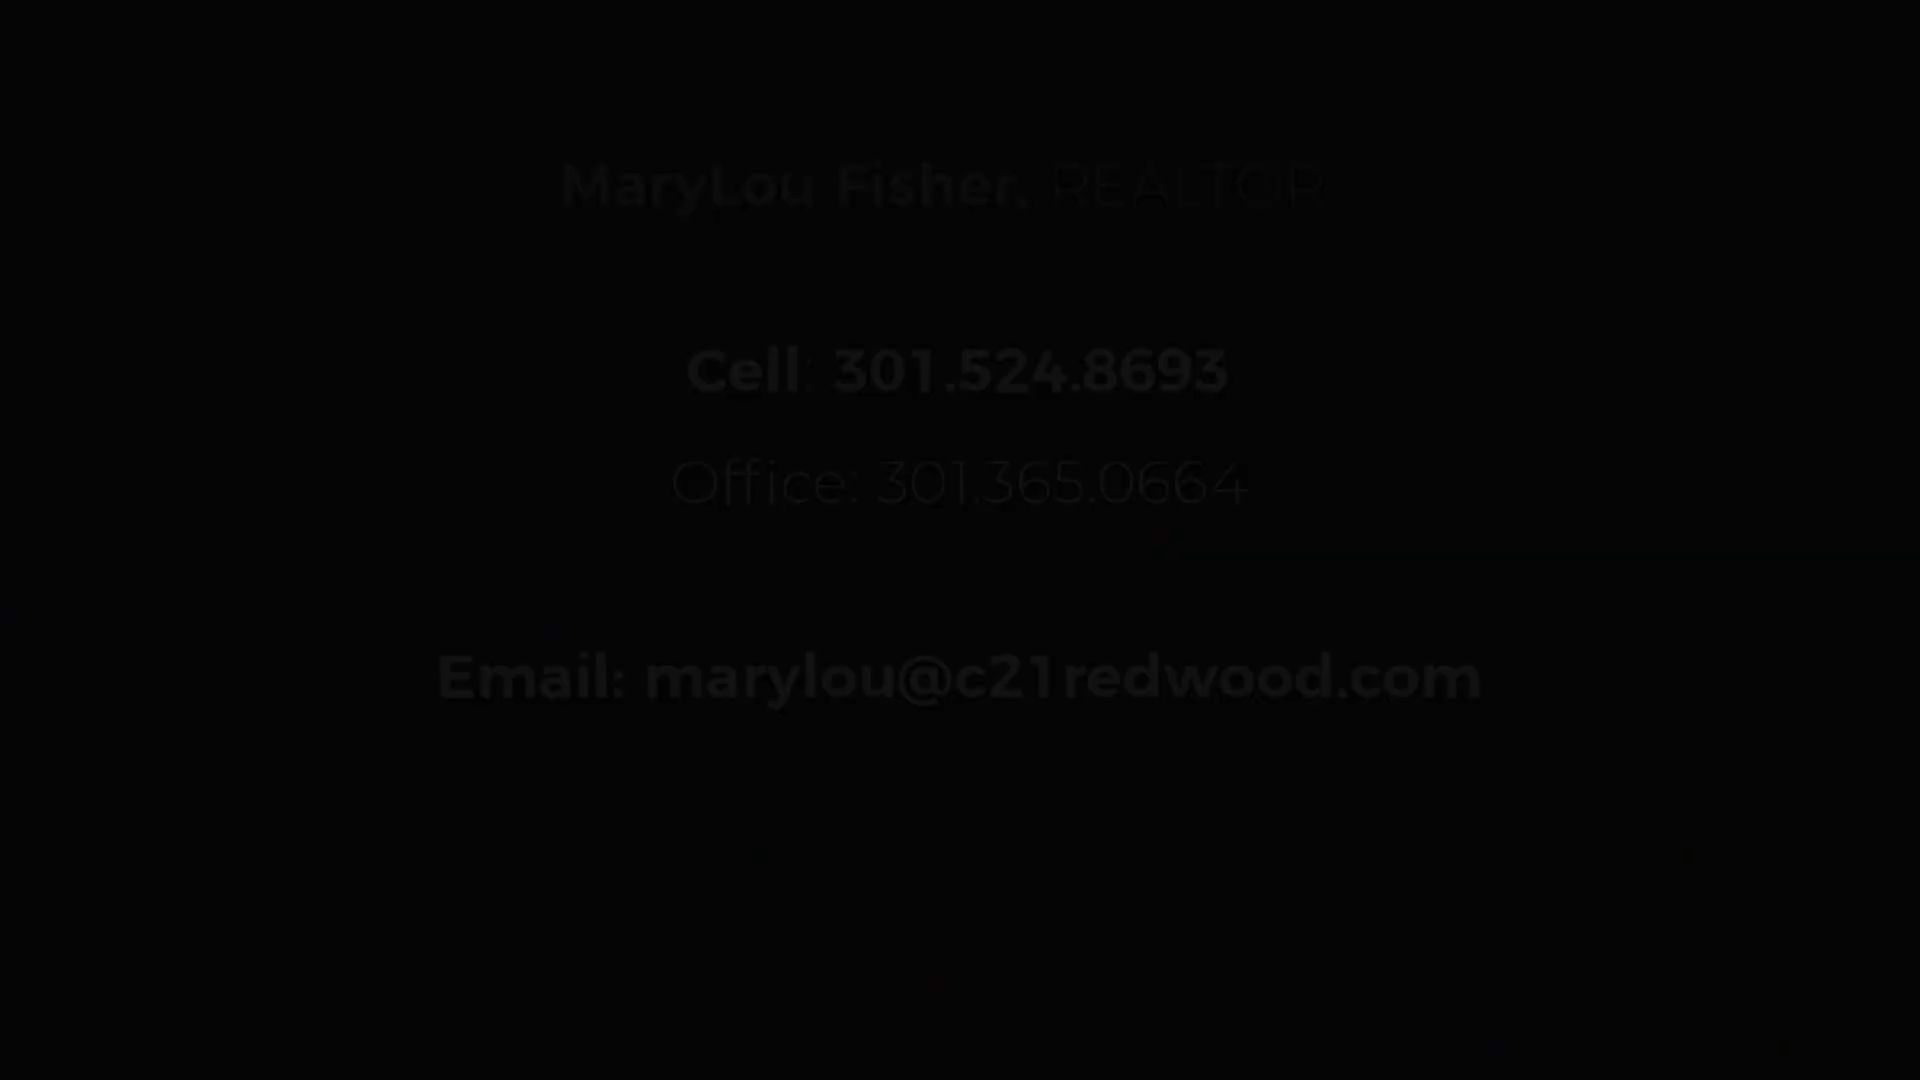 MaryLou Fisher, REALTOR
Cell: 301.524.8693
Office: 301.365.0664
Email: marylou@c21redwood.com